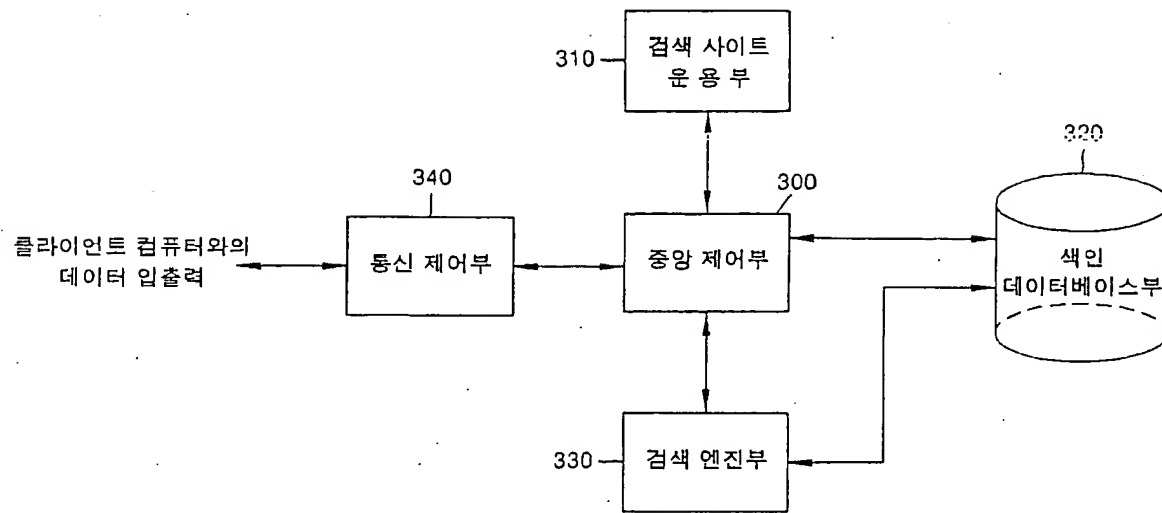 검색 사이트
운 용 부
310
320
340
300
클라이언트 컴퓨터와의
데이터 입출력
통신 제어부
중앙 제어부
색인
데이터베이스부
330
검색 엔진부